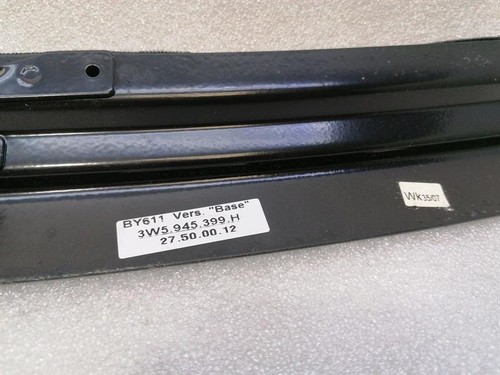 BY611 Vers. "Base"
3W5.945.399.H
27.50.00.12
Wk35/07